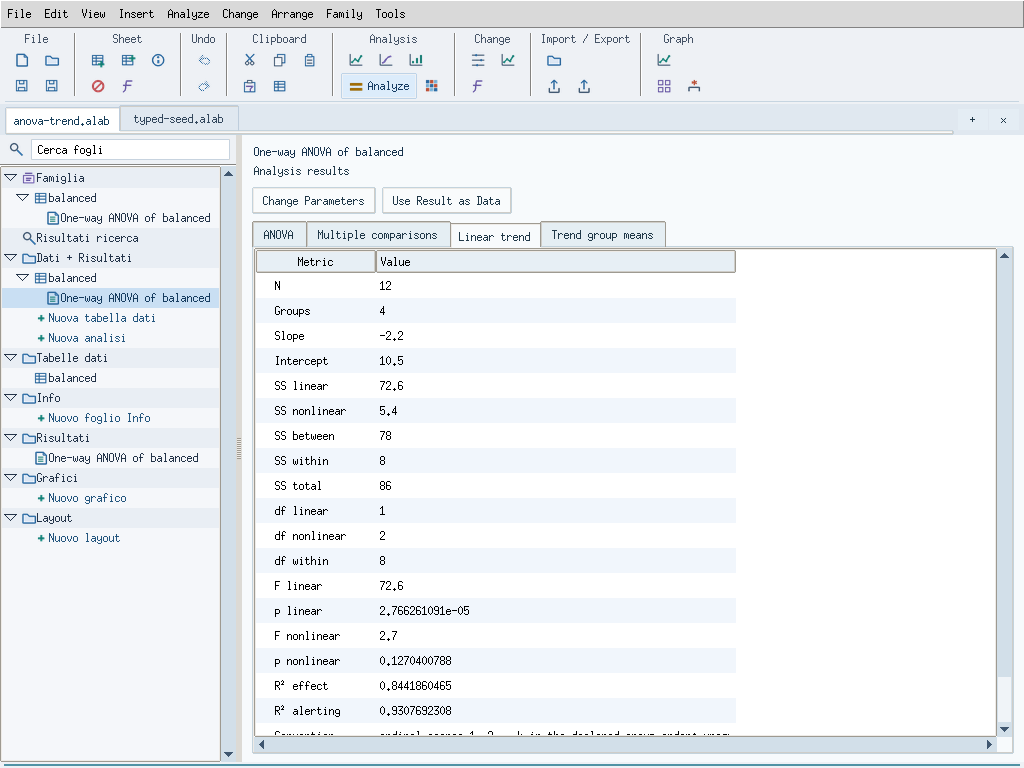 File Edit View Insert Analyze Change Arrange Family Tools
File Sheet Undo Clipboard Analysis Change Import / Export Graph
Analyze
anova-trend.alab typed-seed.alab + ×
Cerca fogli
Famiglia
balanced
One-way ANOVA of balanced
Risultati ricerca
Dati + Risultati
balanced
One-way ANOVA of balanced
+ Nuova tabella dati
+ Nuova analisi
Tabelle dati
balanced
Info
+ Nuovo foglio Info
Risultati
One-way ANOVA of balanced
Grafici
+ Nuovo grafico
Layout
+ Nuovo layout
One-way ANOVA of balanced
Analysis results
Change Parameters Use Result as Data
ANOVA Multiple comparisons Linear trend Trend group means
Metric Value
N 12
Groups 4
Slope -2.2
Intercept 10.5
SS linear 72.6
SS nonlinear 5.4
SS between 78
SS within 8
SS total 86
df linear 1
df nonlinear 2
df within 8
F linear 72.6
p linear 2.766261091e-05
F nonlinear 2.7
p nonlinear 0.1270400788
R² effect 0.8441860465
R² alerting 0.9307692308